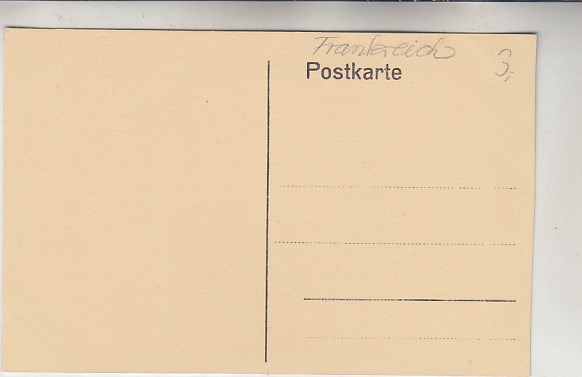 Frankreich
3,-
Postkarte